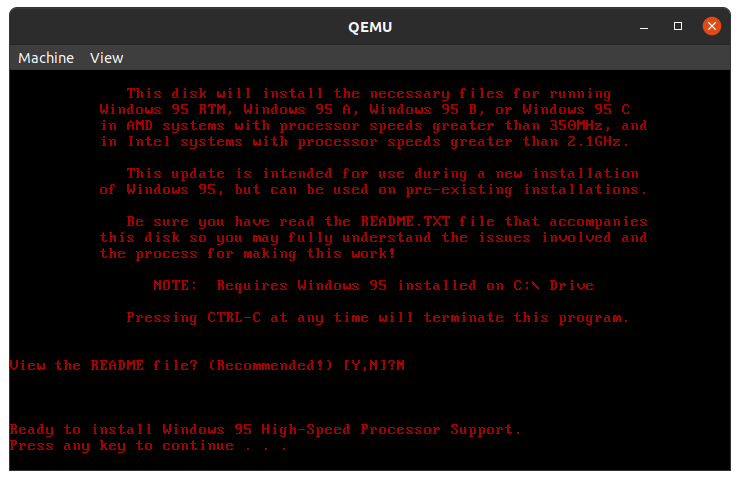 QEMU
Machine View
This disk will install the necessary files for running
Windows 95 RTM, Windows 95 A, Windows 95 B, or Windows 95 C
in AMD systems with processor speeds greater than 350MHz, and
in Intel systems with processor speeds greater than 2.1GHz.
This update is intended for use during a new installation
of Windows 95, but can be used on pre-existing installations.
Be sure you have read the README.TXT file that accompanies
this disk so you may fully understand the issues involved and
the process for making this work!
NOTE: Requires Windows 95 installed on C:\ Drive
Pressing CTRL-C at any time will terminate this program.
View the README file? (Recommended!) [Y,N]?N
Ready to install Windows 95 High-Speed Processor Support.
Press any key to continue . . .